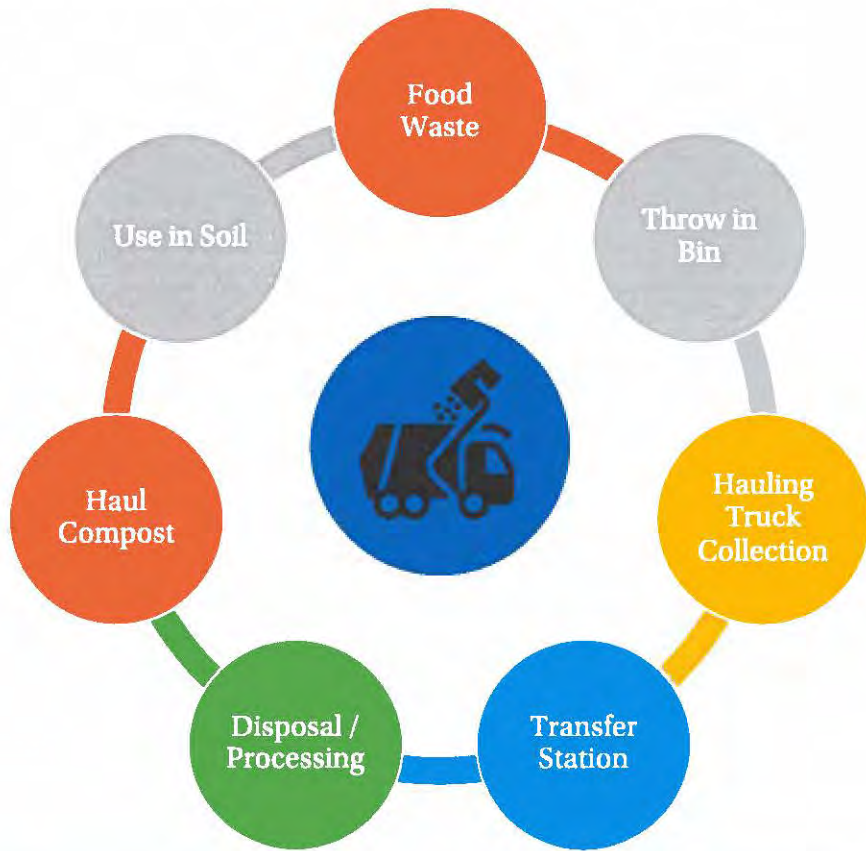 Food
Waste
Throw in
Bin
Hauling
Truck
Collection
Transfer
Station
Disposal /
Processing
Haul
Compost
Use in Soil